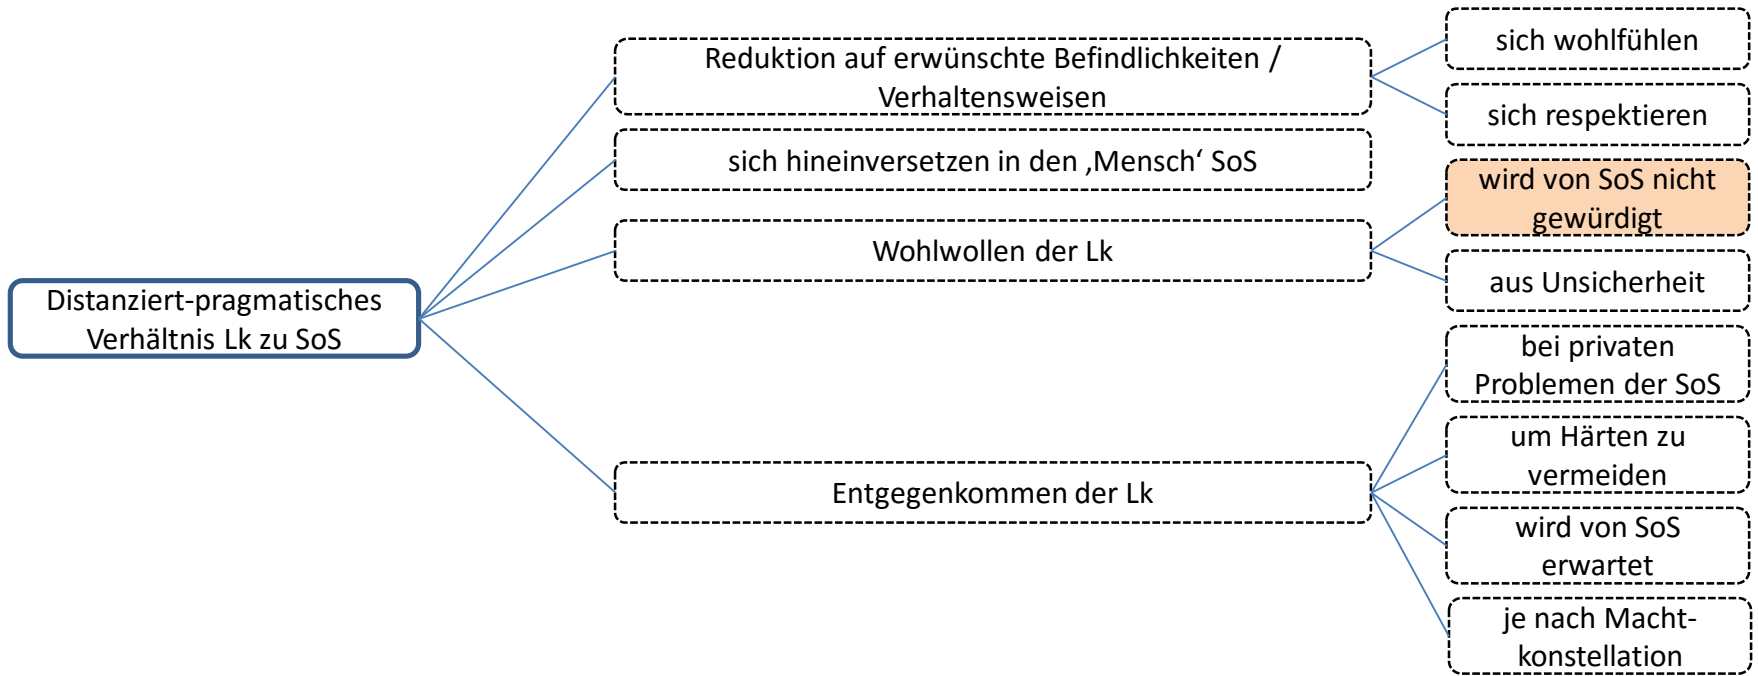 Distanziert-pragmatisches
Verhältnis Lk zu SoS
Reduktion auf erwünschte Befindlichkeiten /
Verhaltensweisen
sich wohlfühlen
sich respektieren
sich hineinversetzen in den ‚Mensch‘ SoS
Wohlwollen der Lk
wird von SoS nicht
gewürdigt
aus Unsicherheit
Entgegenkommen der Lk
bei privaten
Problemen der SoS
um Härten zu
vermeiden
wird von SoS
erwartet
je nach Macht-
konstellation